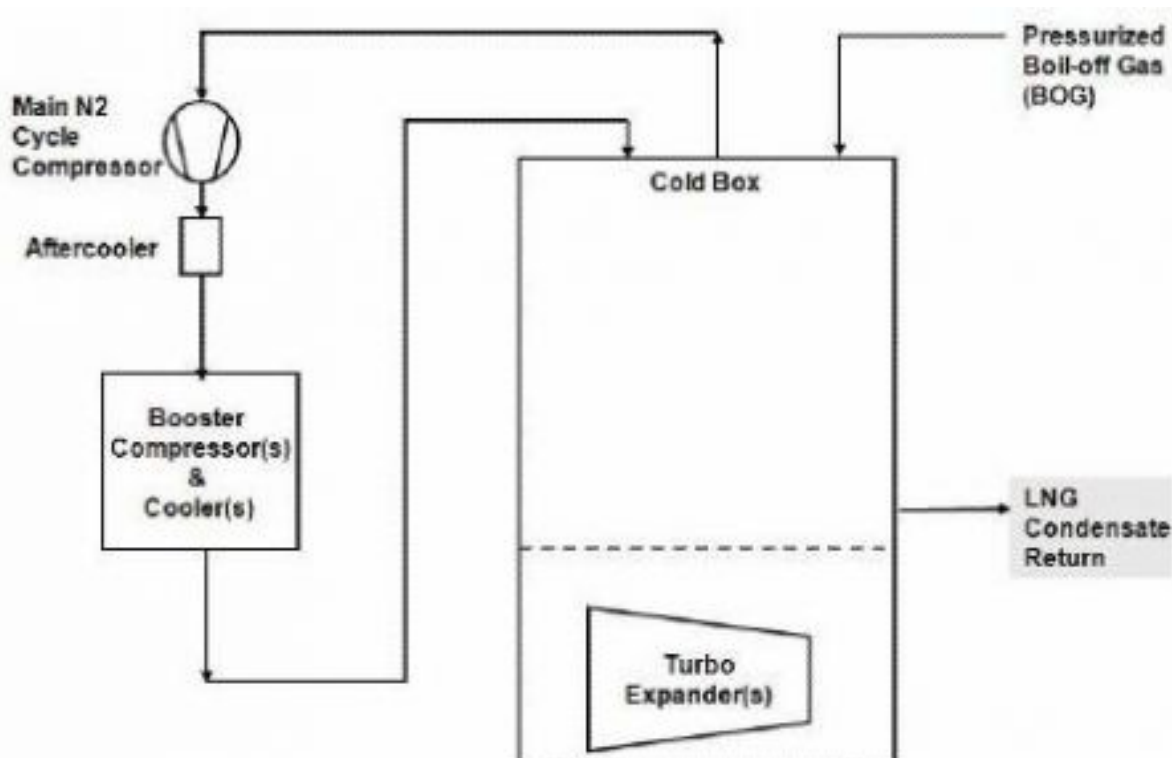 Pressurized
Boil-off Gas
(BOG)
Main N2
Cycle
Compressor
Cold Box
Aftercooler
Booster
Compressor(s)
&
Cooler(s)
LNG
Condensate
Return
Turbo
Expander(s)